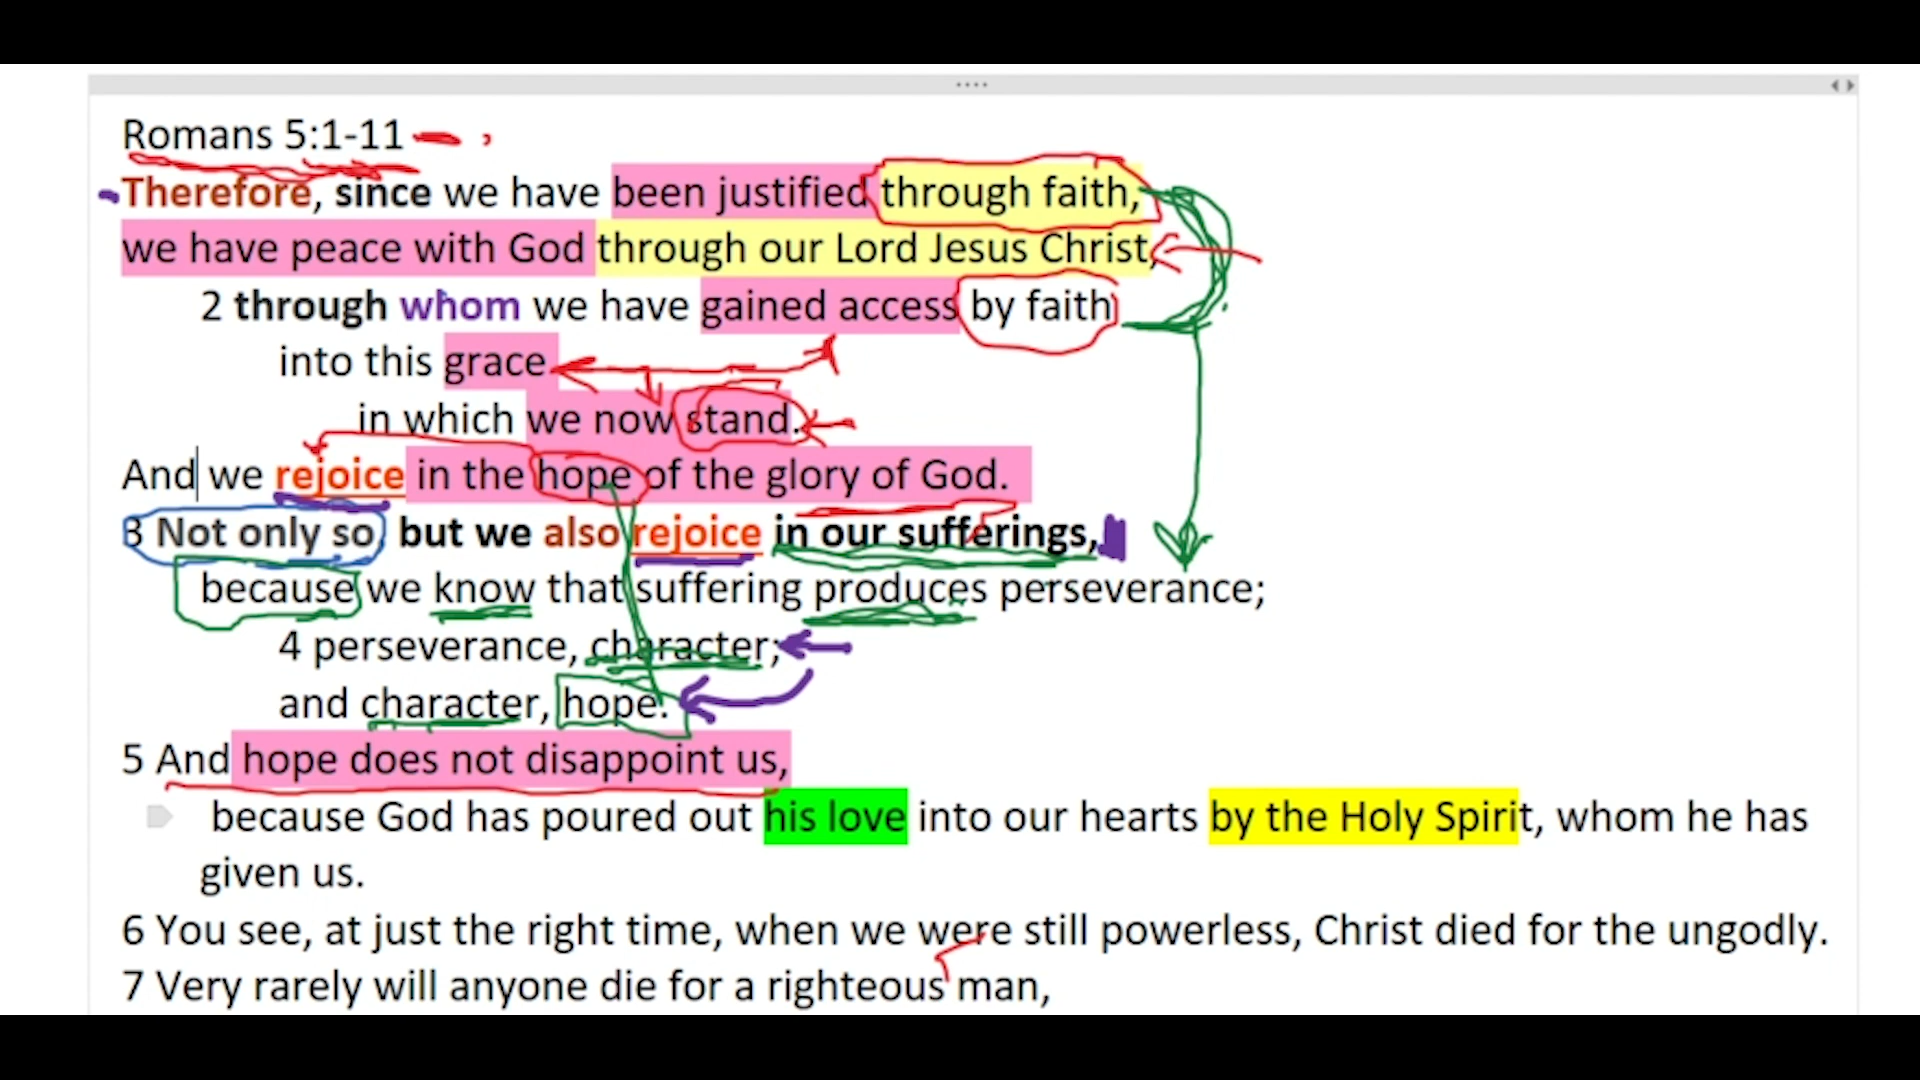 Romans 5:1-11
Therefore, since we have been justified through faith,
we have peace with God through our Lord Jesus Christ,
2 through whom we have gained access by faith
into this grace
in which we now stand.
And we rejoice in the hope of the glory of God.
3 Not only so, but we also rejoice in our sufferings,
because we know that suffering produces perseverance;
4 perseverance, character;
and character, hope.
5 And hope does not disappoint us,
because God has poured out his love into our hearts by the Holy Spirit, whom he has
given us.
6 You see, at just the right time, when we were still powerless, Christ died for the ungodly.
7 Very rarely will anyone die for a righteous man,